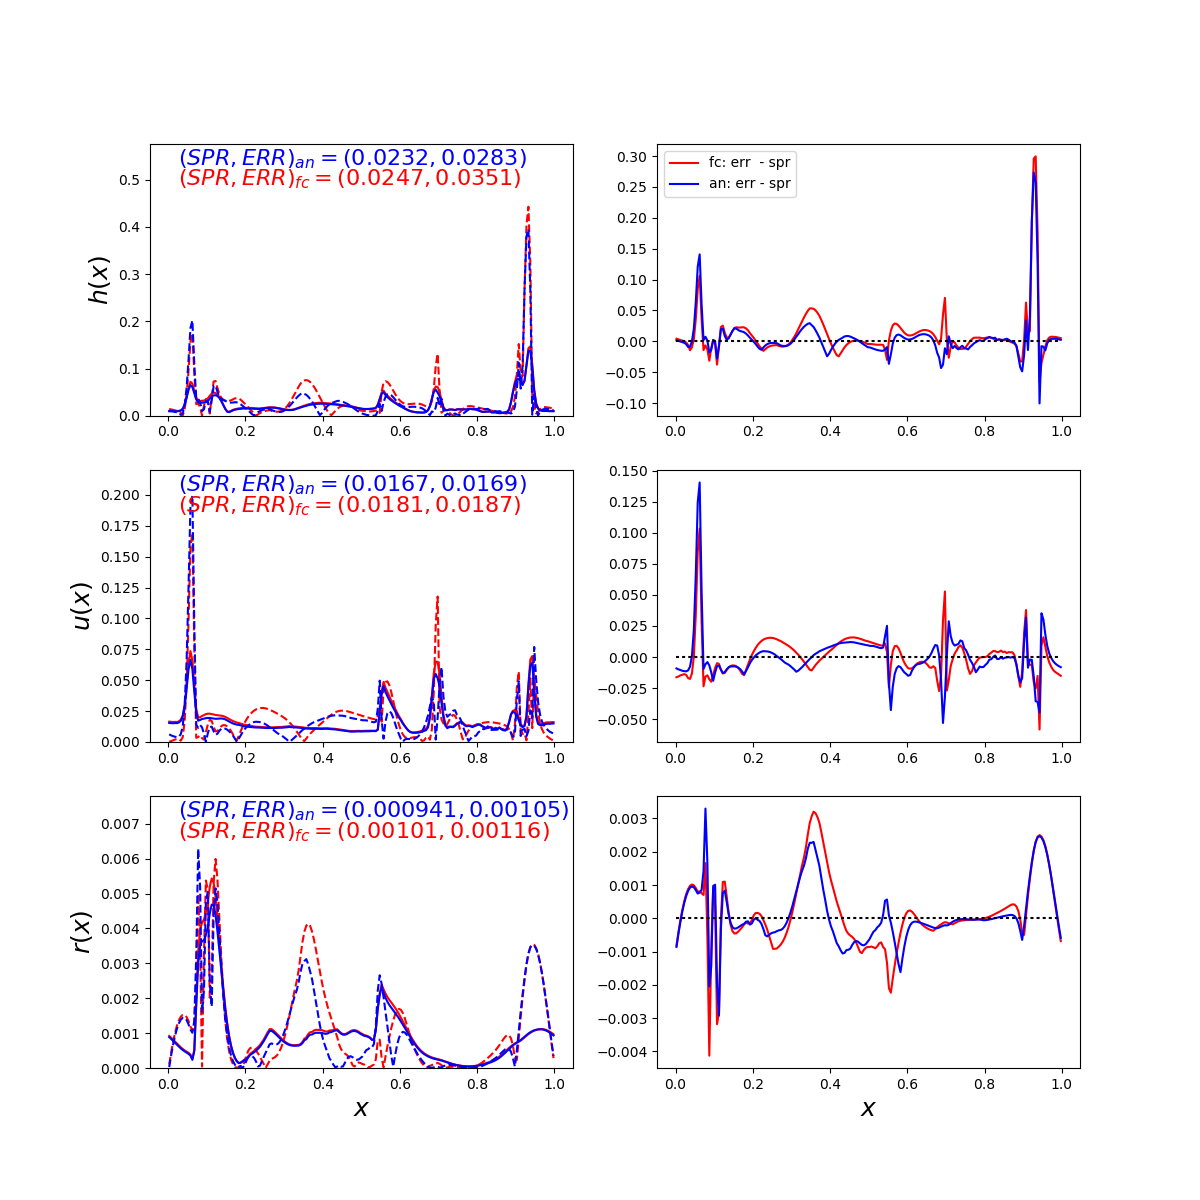 (SPR, ERR)an = (0.0232, 0.0283)
(SPR, ERR)fc = (0.0247, 0.0351)
h(x)
0.5
0.4
0.3
0.2
0.1
0.0
0.0 0.2 0.4 0.6 0.8 1.0
fc: err - spr
an: err - spr
0.30
0.25
0.20
0.15
0.10
0.05
0.00
−0.05
−0.10
0.0 0.2 0.4 0.6 0.8 1.0
(SPR, ERR)an = (0.0167, 0.0169)
(SPR, ERR)fc = (0.0181, 0.0187)
u(x)
0.200
0.175
0.150
0.125
0.100
0.075
0.050
0.025
0.000
0.0 0.2 0.4 0.6 0.8 1.0
0.150
0.125
0.100
0.075
0.050
0.025
0.000
−0.025
−0.050
0.0 0.2 0.4 0.6 0.8 1.0
(SPR, ERR)an = (0.000941, 0.00105)
(SPR, ERR)fc = (0.00101, 0.00116)
r(x)
0.007
0.006
0.005
0.004
0.003
0.002
0.001
0.000
0.0 0.2 0.4 0.6 0.8 1.0
x
0.003
0.002
0.001
0.000
−0.001
−0.002
−0.003
−0.004
0.0 0.2 0.4 0.6 0.8 1.0
x